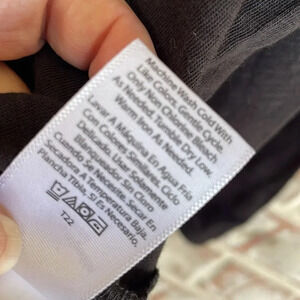 Machine Wash Cold With
Like Colors, Gentle Cycle.
Only Non Chlorine Bleach
As Needed. Tumble Dry Low.
Warm Iron As Needed.
Lavar A Máquina En Agua Fría
Con Colores Similares. Ciclo
Delicado. Usar Solamente
Blanqueador Sin Cloro
Cuando Se Necesite. Secar En
Secadora A Temperatura Baja.
Plancha Tibia, Si Es Necesario.
T22